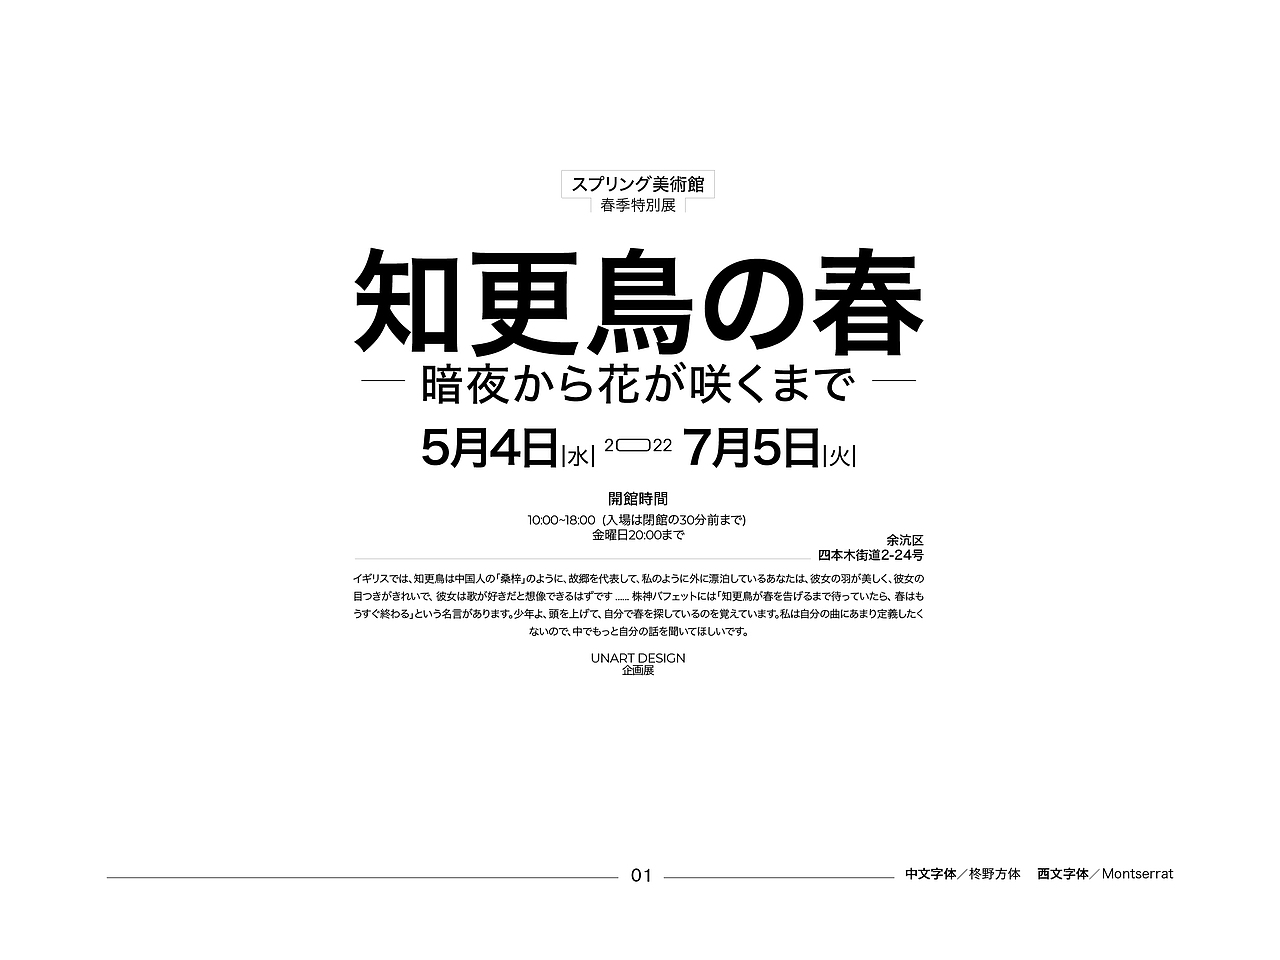 スプリング美術館
春季特別展
知更鳥の春
暗夜から花が咲くまで
5月4日|水| 2022 7月5日|火|
開館時間
10:00~18:00 (入場は閉館の30分前まで)
金曜日20:00まで
余沆区
四本木街道2-24号
イギリスでは、知更鳥は中国人の「桑梓」のように、故郷を代表して、私のように外に漂泊しているあなたは、彼女の羽が美しく、彼女の
目つきがきれいで、彼女は歌が好きだと想像できるはずです ...... 株神バフェットには「知更鳥が春を告げるまで待っていたら、春はも
うすぐ終わる」という名言があります。少年よ、頭を上げて、自分で春を探しているのを覚えています。私は自分の曲にあまり定義したく
ないので、中でもっと自分の話を聞いてほしいです。
UNART DESIGN
企画展
01
中文字体／柊野方体 西文字体／Montserrat